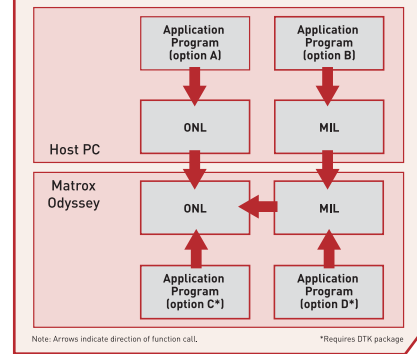 Application
Program
(option A)
Application
Program
(option B)
ONL
MIL
Host PC
Matrox
Odyssey
ONL
MIL
Application
Program
(option C*)
Application
Program
(option D*)
Note: Arrows indicate direction of function call.
*Requires DTK package